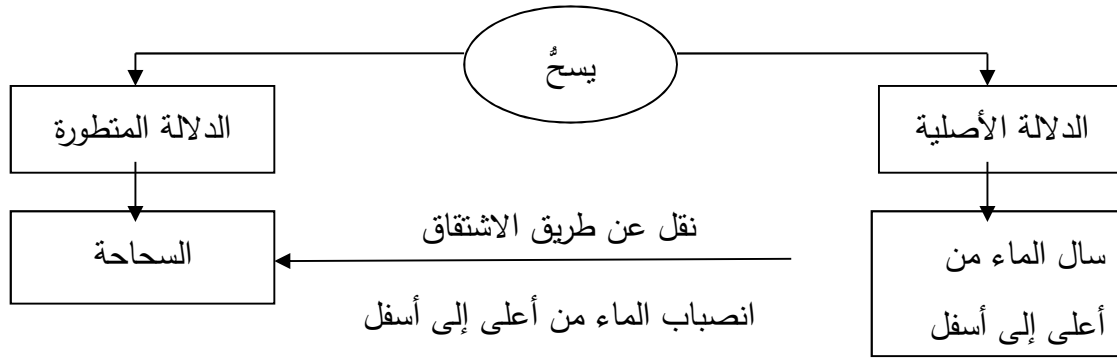 يسحُّ
الدلالة الأصلية
الدلالة المتطورة
سال الماء من
أعلى إلى أسفل
نقل عن طريق الاشتقاق
انصباب الماء من أعلى إلى أسفل
السحاحة